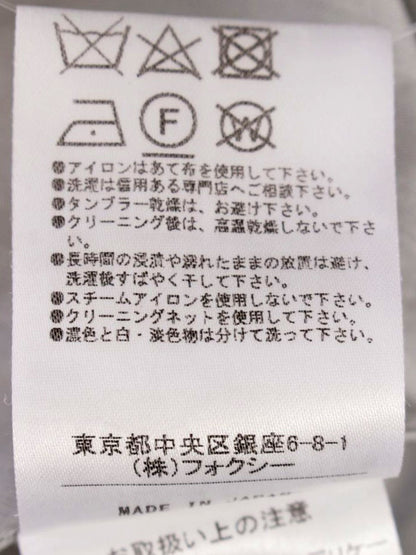 F
W
●アイロンはあて布を使用して下さい。
●洗濯は信用ある専門店へご相談下さい。
●タンブラー乾燥は、お避け下さい。
●クリーニング後は、高温乾燥しないで下さ
い。
●長時間の浸漬や濡れたままの放置は避け、
洗濯後すばやく干して下さい。
●スチームアイロンを使用しないで下さい。
●クリーニングネットを使用して下さい。
●濃色と白・淡色物は分けて洗って下さい。
東京都中央区銀座6-8-1
(株)フォクシー
MADE IN JAPAN
お取扱い上の注意